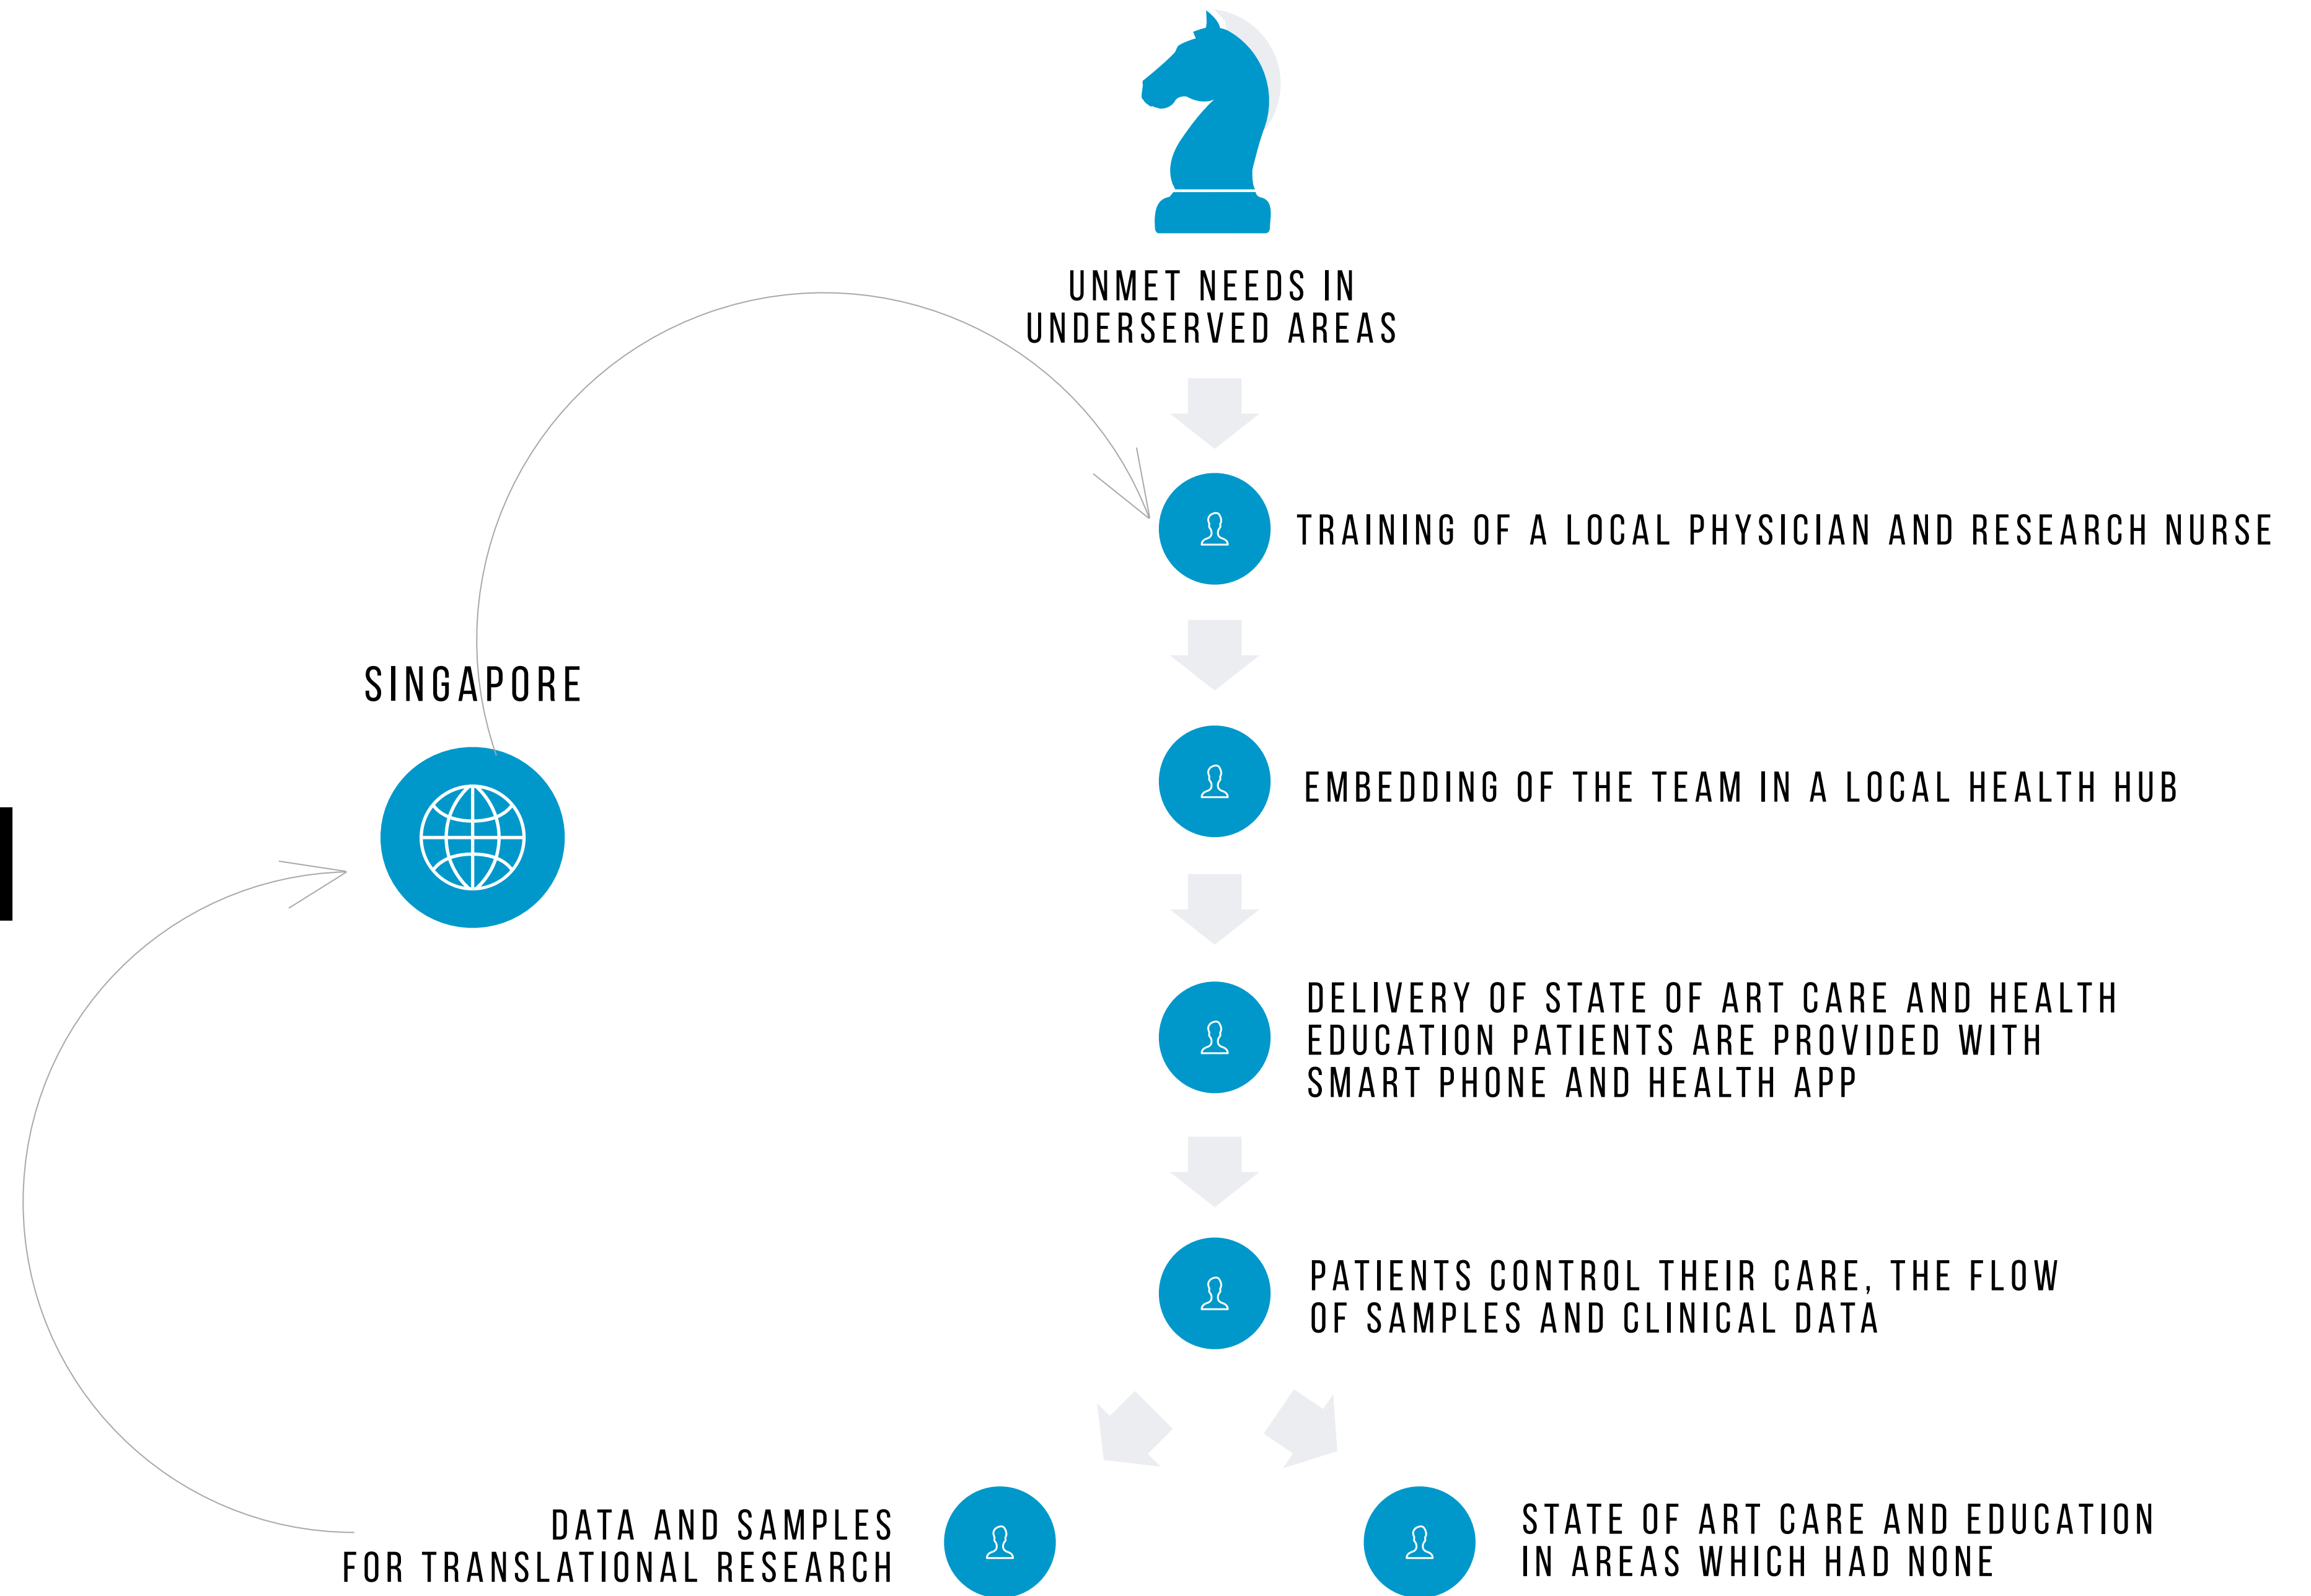 UNMET NEEDS IN
UNDERSERVED AREAS
TRAINING OF A LOCAL PHYSICIAN AND RESEARCH NURSE
SINGAPORE
EMBEDDING OF THE TEAM IN A LOCAL HEALTH HUB
DELIVERY OF STATE OF ART CARE AND HEALTH
EDUCATION PATIENTS ARE PROVIDED WITH
SMART PHONE AND HEALTH APP
PATIENTS CONTROL THEIR CARE, THE FLOW
OF SAMPLES AND CLINICAL DATA
DATA AND SAMPLES
FOR TRANSLATIONAL RESEARCH
STATE OF ART CARE AND EDUCATION
IN AREAS WHICH HAD NONE